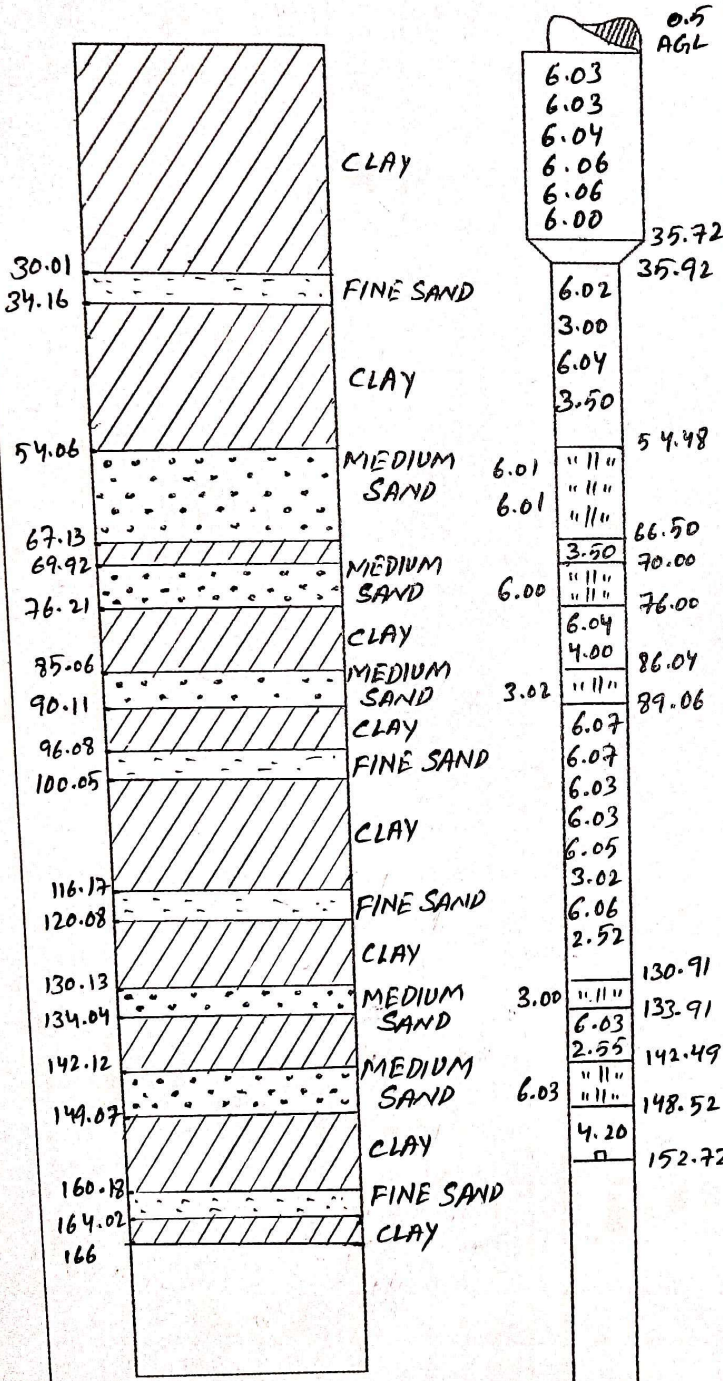 0.5
AGL
6.03
6.03
6.04
6.06
6.06
6.00
35.72
35.92
CLAY
30.01
FINE SAND
34.16
CLAY
6.02
3.00
6.04
3.50
54.06
54.48
MEDIUM
SAND
6.01
6.01
" || "
" || "
" || "
66.50
67.13
3.50
69.92
70.00
MEDIUM
SAND
6.00
" || "
" || "
76.21
76.00
CLAY
6.04
4.00
85.06
86.04
MEDIUM
SAND
3.02
" || "
89.06
90.11
CLAY
96.08
FINE SAND
100.05
CLAY
6.07
6.07
6.03
6.03
6.05
3.02
6.06
2.52
116.17
FINE SAND
120.08
CLAY
130.13
130.91
MEDIUM
SAND
3.00
" || "
133.91
134.04
6.03
2.55
142.12
142.49
MEDIUM
SAND
6.03
" || "
" || "
148.52
149.07
CLAY
4.20
152.72
160.18
FINE SAND
164.02
CLAY
166